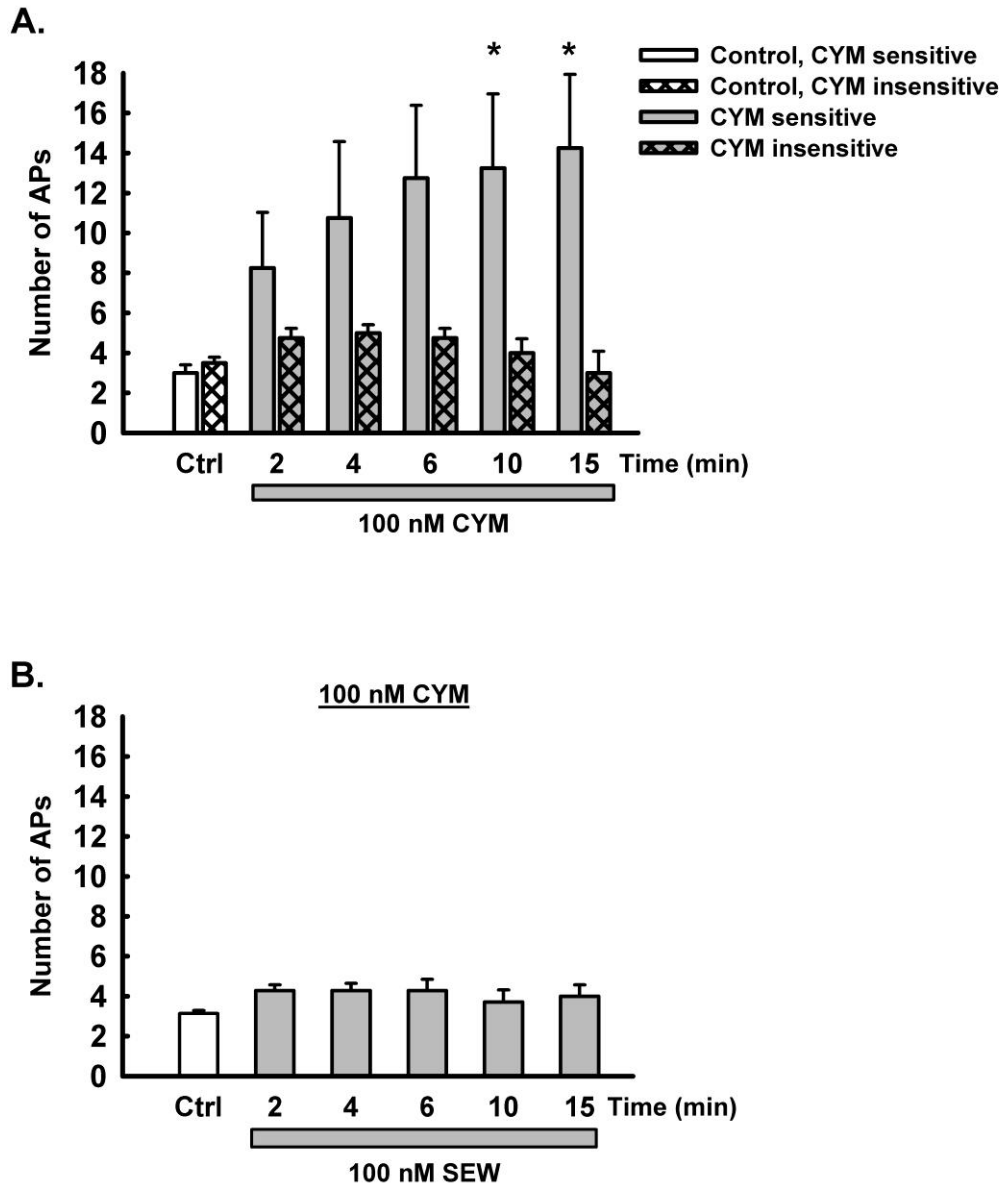 A.
* *
Control, CYM sensitive
Control, CYM insensitive
CYM sensitive
CYM insensitive
Number of APs
18
16
14
12
10
8
6
4
2
0
Ctrl 2 4 6 10 15 Time (min)
100 nM CYM
B.
100 nM CYM
Number of APs
18
16
14
12
10
8
6
4
2
0
Ctrl 2 4 6 10 15 Time (min)
100 nM SEW